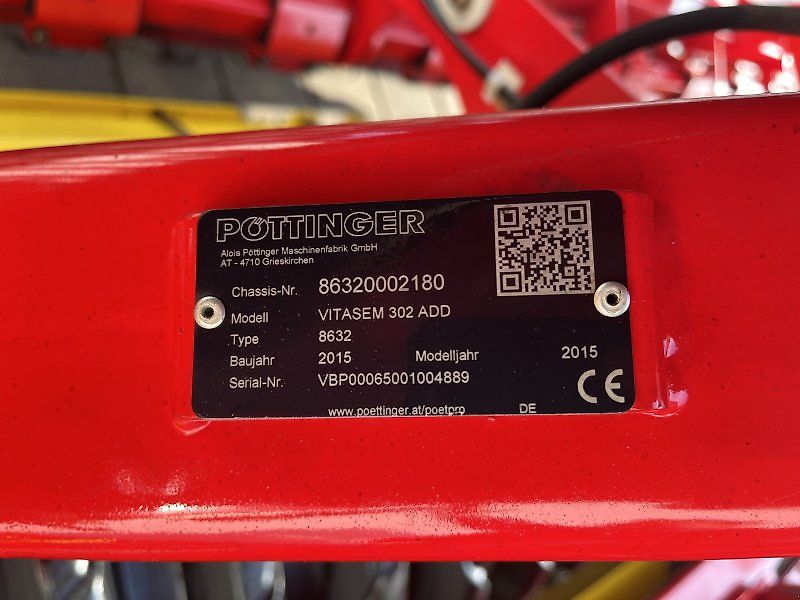 PÖTTINGER
Alois Pöttinger Maschinenfabrik GmbH
AT - 4710 Grieskirchen
Chassis-Nr. 86320002180
Modell VITASEM 302 ADD
Type 8632
Baujahr 2015 Modelljahr 2015
Serial-Nr. VBP00065001004889
CE
www.poettinger.at/poetpro DE